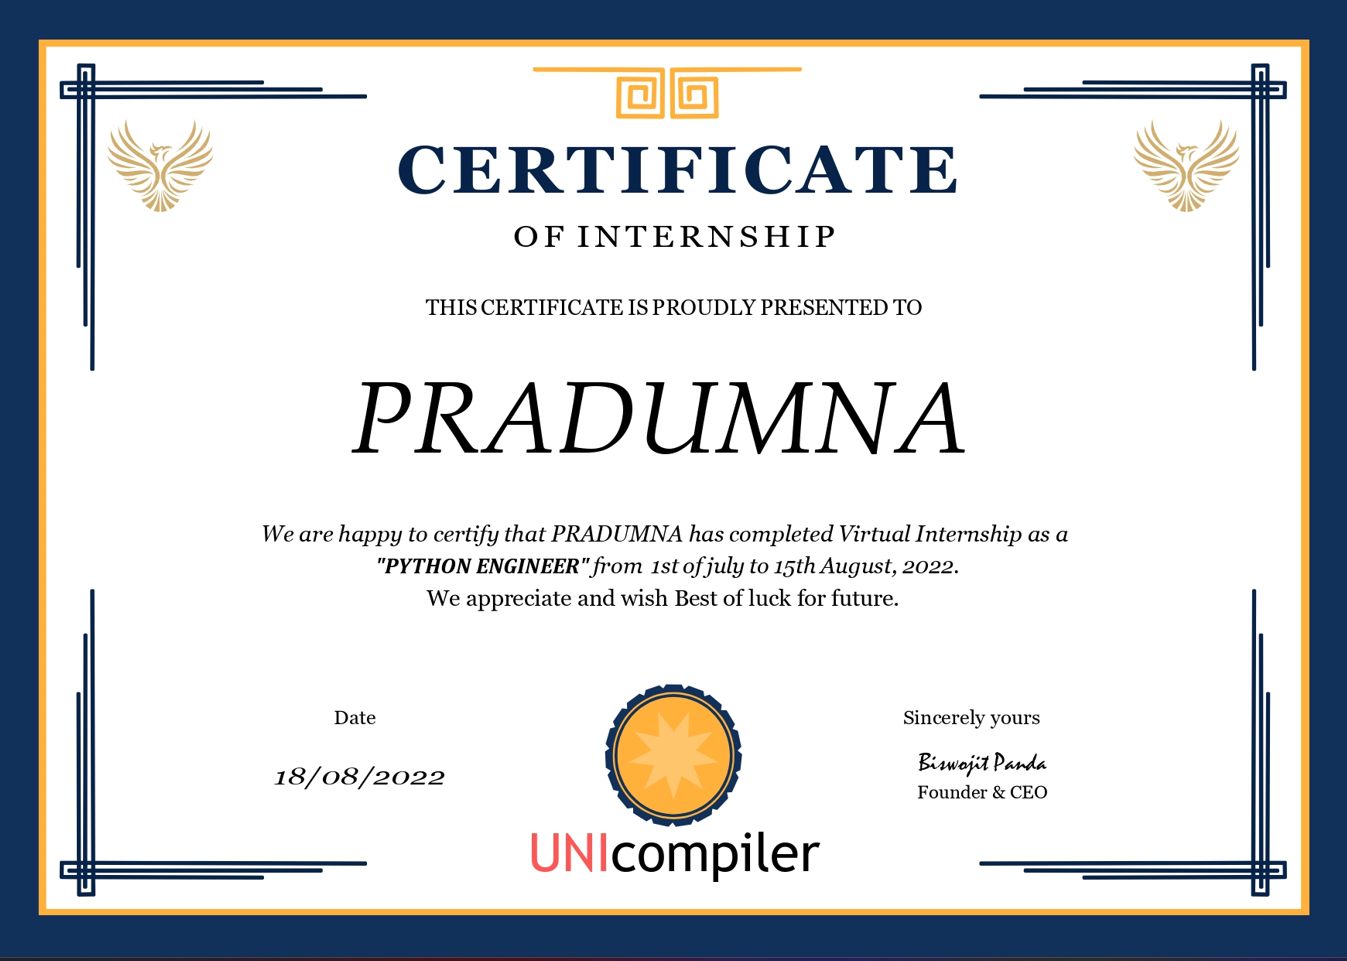 CERTIFICATE
OF INTERNSHIP
THIS CERTIFICATE IS PROUDLY PRESENTED TO
PRADUMNA
We are happy to certify that PRADUMNA has completed Virtual Internship as a
"PYTHON ENGINEER" from 1st of july to 15th August, 2022.
We appreciate and wish Best of luck for future.
Date
18/08/2022
Sincerely yours
Biswojit Panda
Founder & CEO
UNIcompiler